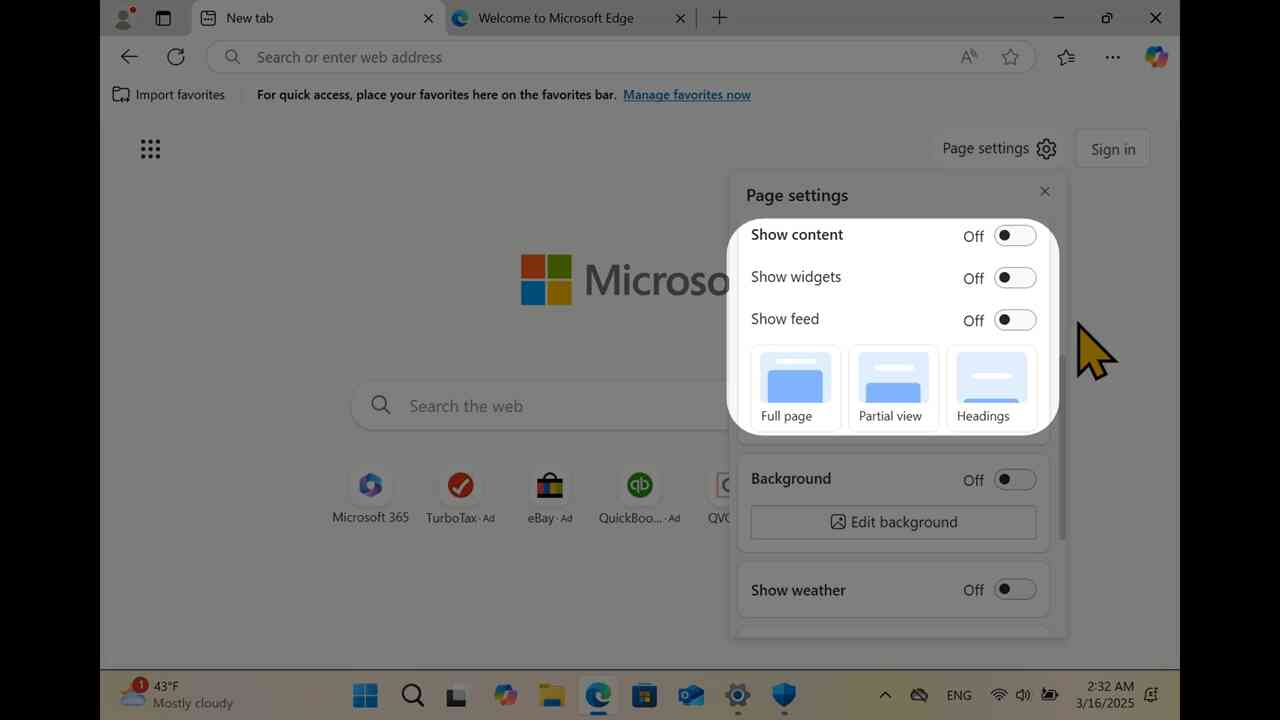 New tab
Welcome to Microsoft Edge
Search or enter web address
Import favorites
For quick access, place your favorites here on the favorites bar. Manage favorites now
Page settings
Sign in
Page settings
Show content Off
Show widgets Off
Show feed Off
Full page
Partial view
Headings
Background Off
Edit background
Show weather Off
Search the web
Microsoft 365
TurboTax · Ad
eBay · Ad
QuickBoo... · Ad
1
43°F
Mostly cloudy
qb
ENG
2:32 AM
3/16/2025